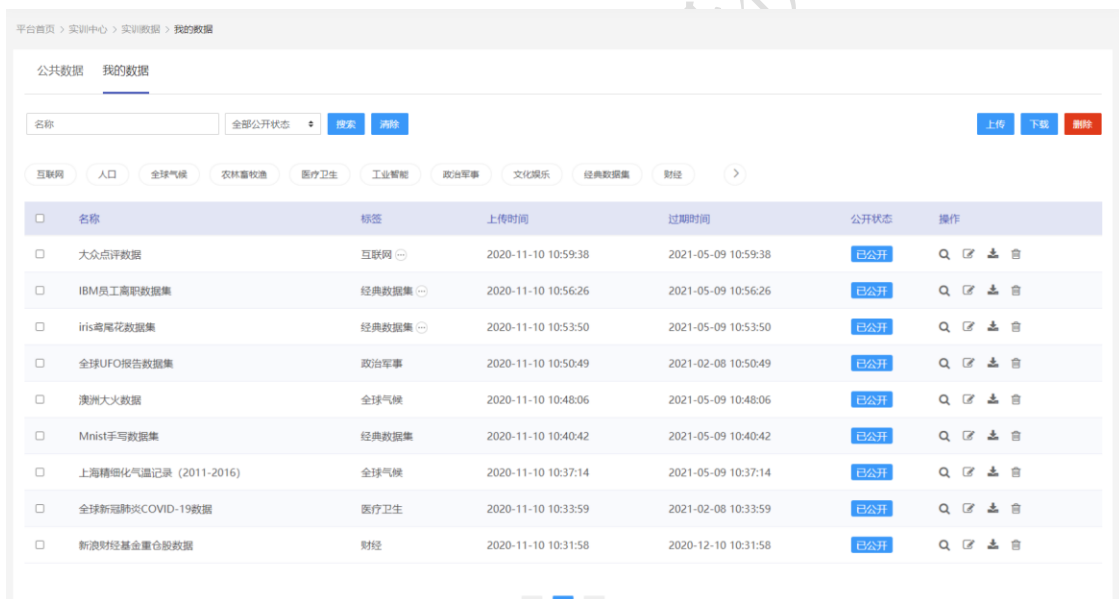 平台首页 > 实训中心 > 实训数据 > 我的数据
公共数据 我的数据
名称 全部公开状态 搜索 清除 上传 下载 删除
互联网 人口 全球气候 农林畜牧渔 医疗卫生 工业智能 政治军事 文化娱乐 经典数据集 财经 >
名称 标签 上传时间 过期时间 公开状态 操作
大众点评数据 互联网 2020-11-10 10:59:38 2021-05-09 10:59:38 已公开
IBM员工离职数据集 经典数据集 2020-11-10 10:56:26 2021-05-09 10:56:26 已公开
iris鸢尾花数据集 经典数据集 2020-11-10 10:53:50 2021-05-09 10:53:50 已公开
全球UFO报告数据集 政治军事 2020-11-10 10:50:49 2021-02-08 10:50:49 已公开
澳洲大火数据 全球气候 2020-11-10 10:48:06 2021-05-09 10:48:06 已公开
Mnist手写数据集 经典数据集 2020-11-10 10:40:42 2021-05-09 10:40:42 已公开
上海精细化气温记录 (2011-2016) 全球气候 2020-11-10 10:37:14 2021-05-09 10:37:14 已公开
全球新冠肺炎COVID-19数据 医疗卫生 2020-11-10 10:33:59 2021-02-08 10:33:59 已公开
新浪财经基金重仓股数据 财经 2020-11-10 10:31:58 2020-12-10 10:31:58 已公开